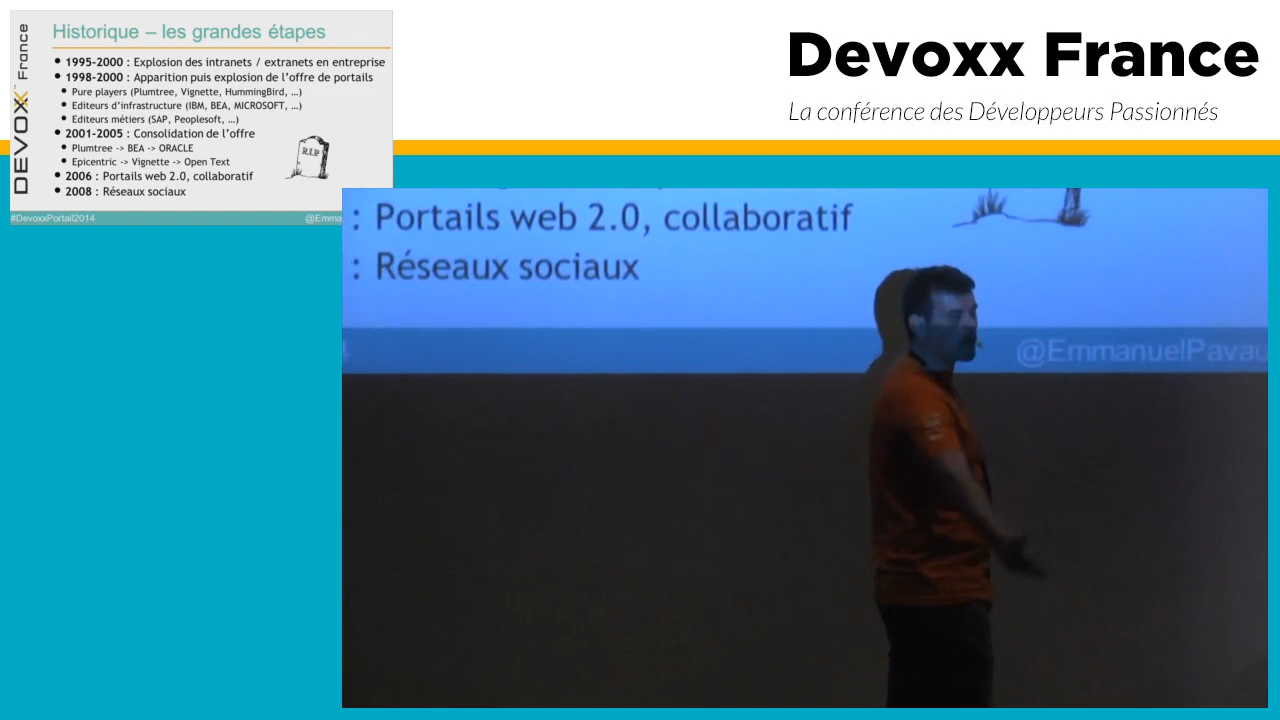 DEVOXX France
Historique – les grandes étapes
• 1995-2000 : Explosion des intranets / extranets en entreprise
• 1998-2000 : Apparition puis explosion de l'offre de portails
• Pure players (Plumtree, Vignette, HummingBird, …)
• Editeurs d'infrastructure (IBM, BEA, MICROSOFT, …)
• Editeurs métiers (SAP, Peoplesoft, …)
• 2001-2005 : Consolidation de l'offre
• Plumtree -> BEA -> ORACLE
• Epicentric -> Vignette -> Open Text
• 2006 : Portails web 2.0, collaboratif
• 2008 : Réseaux sociaux
R.I.P
#DevoxxPortail2014 @Emma
Devoxx France
La conférence des Développeurs Passionnés
: Portails web 2.0, collaboratif
: Réseaux sociaux
4 @EmmanuelPavau